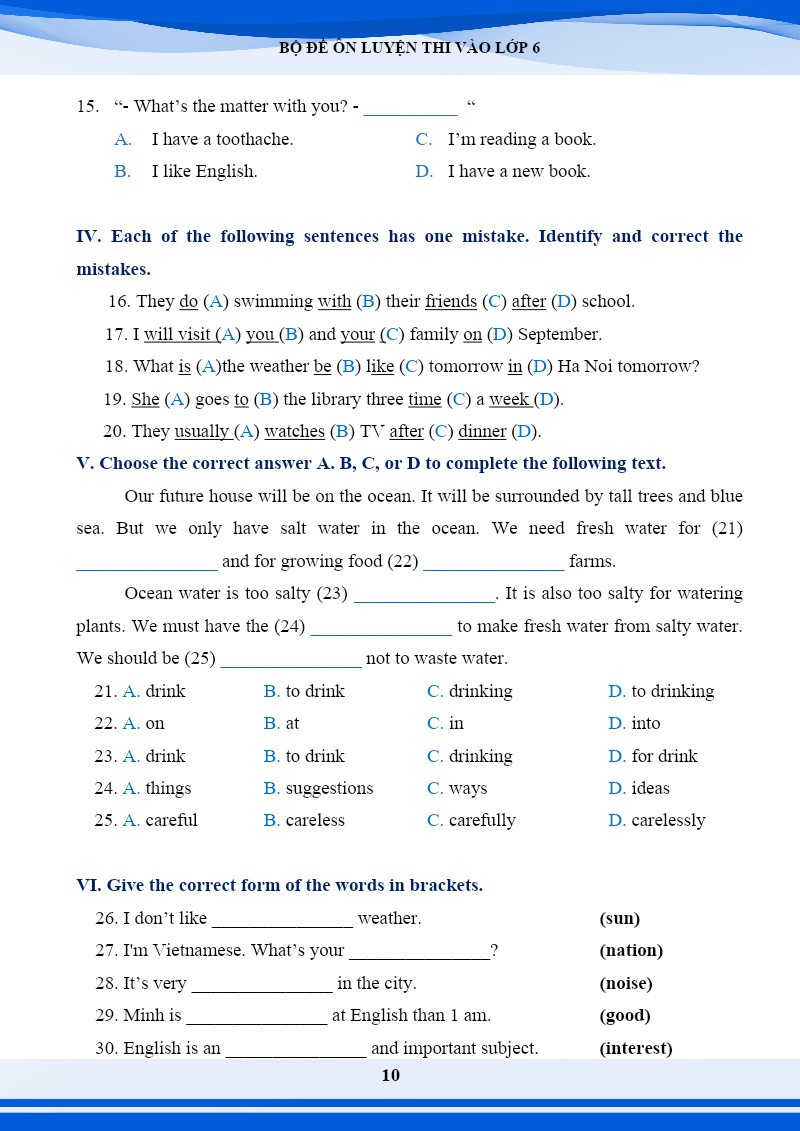 BỘ ĐỀ ÔN LUYỆN THI VÀO LỚP 6
15. “- What’s the matter with you? - __________ “
A. I have a toothache. C. I’m reading a book.
B. I like English. D. I have a new book.
IV. Each of the following sentences has one mistake. Identify and correct the
mistakes.
16. They do (A) swimming with (B) their friends (C) after (D) school.
17. I will visit (A) you (B) and your (C) family on (D) September.
18. What is (A)the weather be (B) like (C) tomorrow in (D) Ha Noi tomorrow?
19. She (A) goes to (B) the library three time (C) a week (D).
20. They usually (A) watches (B) TV after (C) dinner (D).
V. Choose the correct answer A. B, C, or D to complete the following text.
Our future house will be on the ocean. It will be surrounded by tall trees and blue
sea. But we only have salt water in the ocean. We need fresh water for (21)
_______________ and for growing food (22) _______________ farms.
Ocean water is too salty (23) _______________. It is also too salty for watering
plants. We must have the (24) _______________ to make fresh water from salty water.
We should be (25) _______________ not to waste water.
21. A. drink B. to drink C. drinking D. to drinking
22. A. on B. at C. in D. into
23. A. drink B. to drink C. drinking D. for drink
24. A. things B. suggestions C. ways D. ideas
25. A. careful B. careless C. carefully D. carelessly
VI. Give the correct form of the words in brackets.
26. I don’t like _______________ weather. (sun)
27. I'm Vietnamese. What’s your _______________? (nation)
28. It’s very _______________ in the city. (noise)
29. Minh is _______________ at English than 1 am. (good)
30. English is an _______________ and important subject. (interest)
10